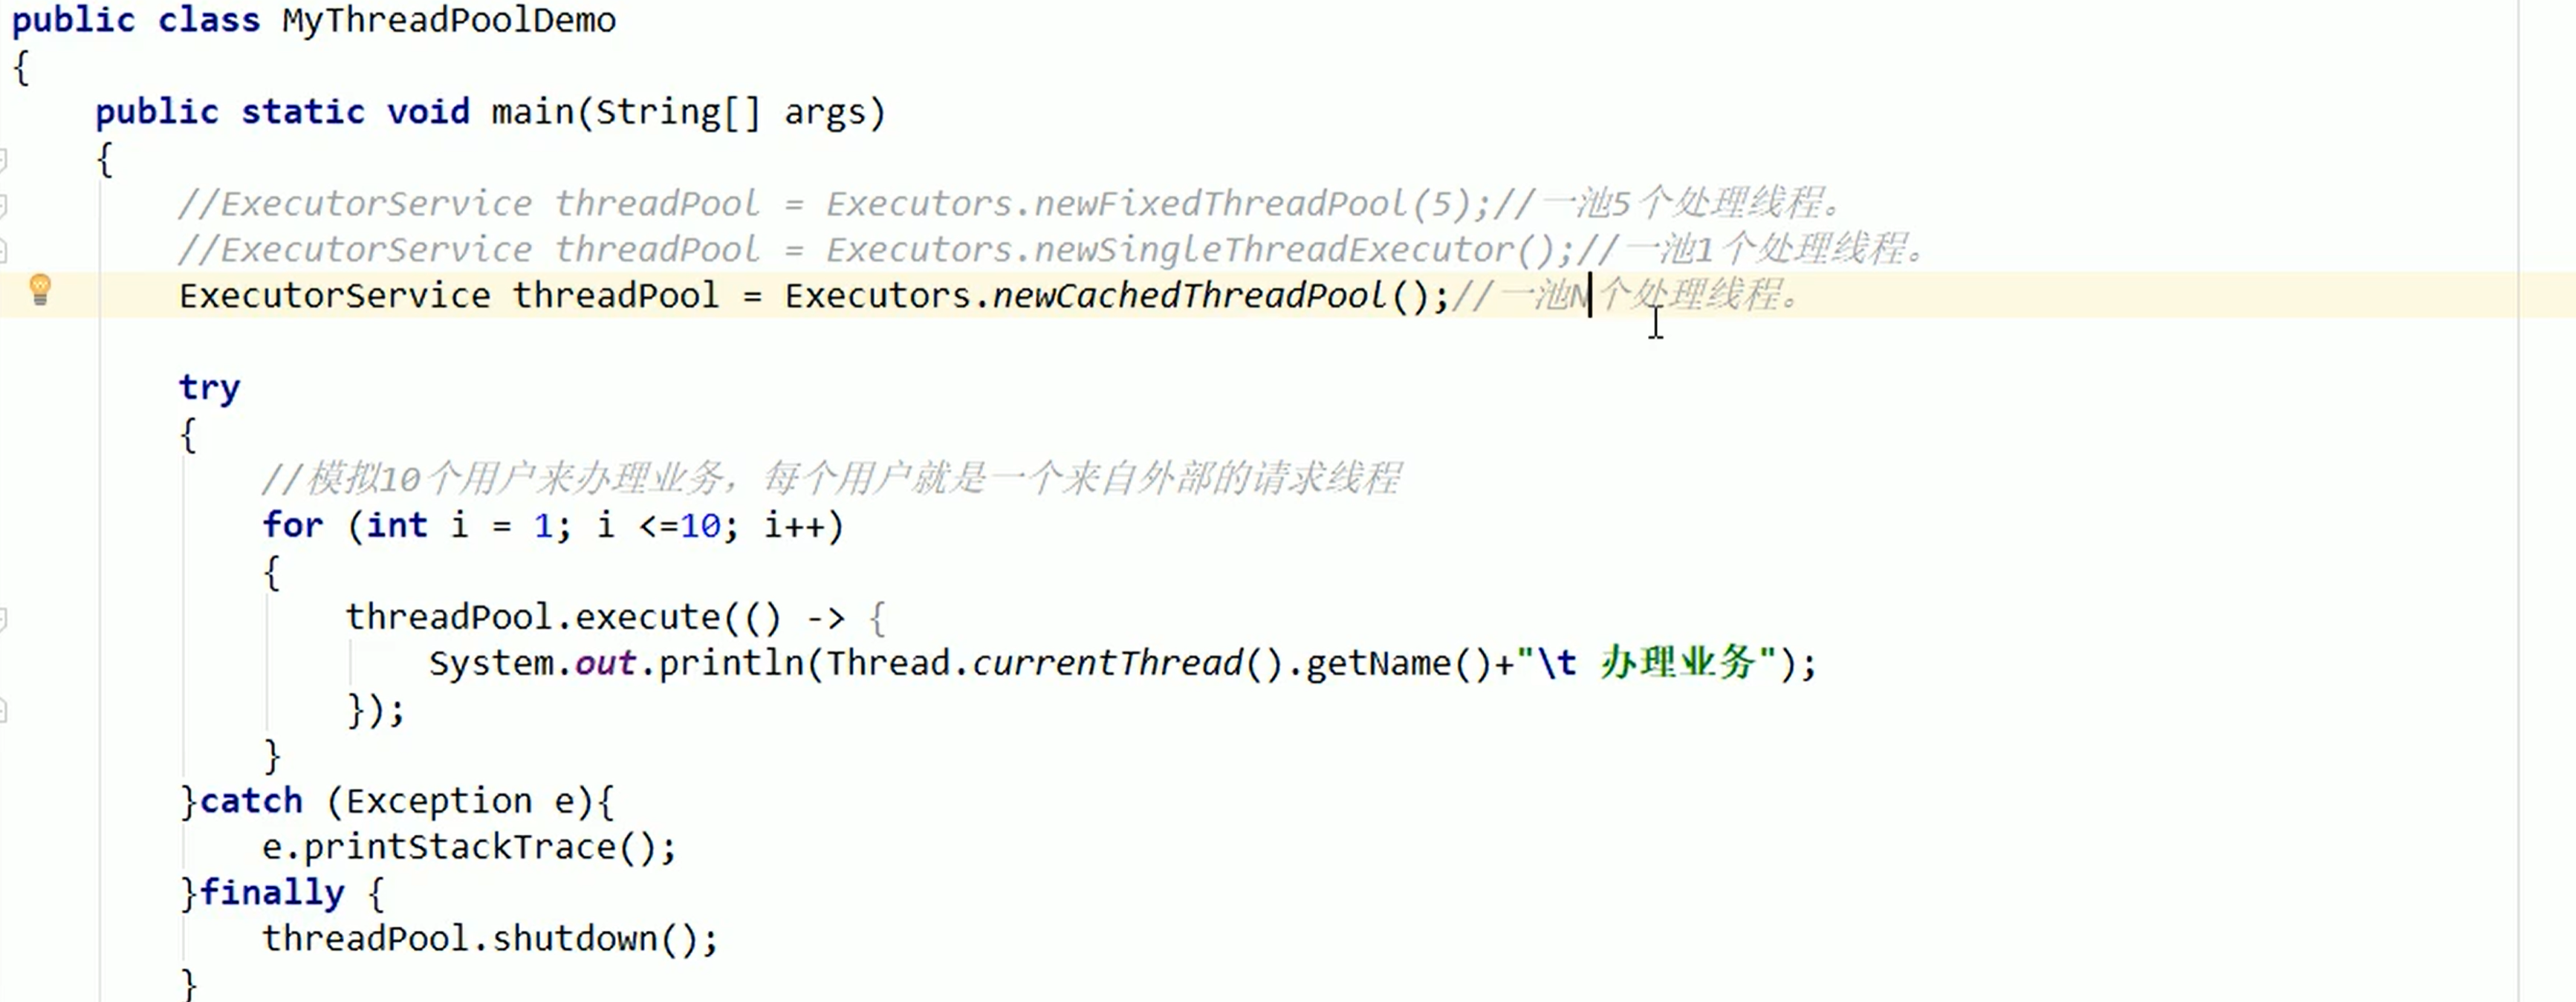 public class MyThreadPoolDemo
{
    public static void main(String[] args)
    {
        //ExecutorService threadPool = Executors.newFixedThreadPool(5);//一池5个处理线程。
        //ExecutorService threadPool = Executors.newSingleThreadExecutor();//一池1个处理线程。
        ExecutorService threadPool = Executors.newCachedThreadPool();//一池N个处理线程。
        try
        {
            //模拟10个用户来办理业务，每个用户就是一个来自外部的请求线程
            for (int i = 1; i <=10; i++)
            {
                threadPool.execute(() -> {
                    System.out.println(Thread.currentThread().getName()+"\t 办理业务");
                });
            }
        }catch (Exception e){
            e.printStackTrace();
        }finally {
            threadPool.shutdown();
        }